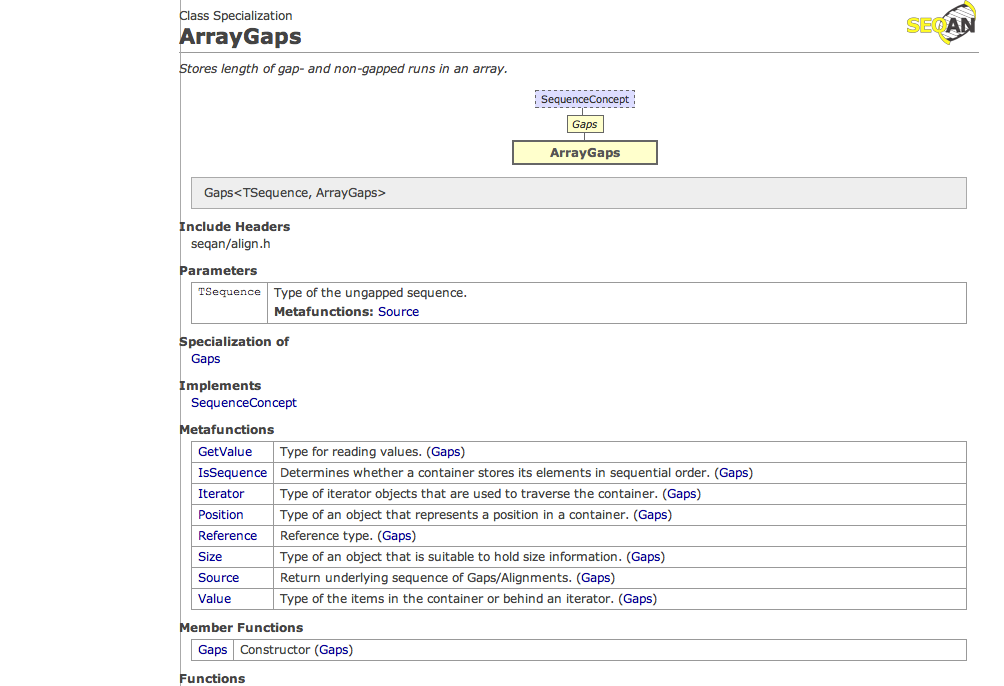 Class Specialization
ArrayGaps
SEQAN
Stores length of gap- and non-gapped runs in an array.
SequenceConcept
Gaps
ArrayGaps
Gaps<TSequence, ArrayGaps>
Include Headers
seqan/align.h
Parameters
TSequence Type of the ungapped sequence.
Metafunctions: Source
Specialization of
Gaps
Implements
SequenceConcept
Metafunctions
GetValue Type for reading values. (Gaps)
IsSequence Determines whether a container stores its elements in sequential order. (Gaps)
Iterator Type of iterator objects that are used to traverse the container. (Gaps)
Position Type of an object that represents a position in a container. (Gaps)
Reference Reference type. (Gaps)
Size Type of an object that is suitable to hold size information. (Gaps)
Source Return underlying sequence of Gaps/Alignments. (Gaps)
Value Type of the items in the container or behind an iterator. (Gaps)
Member Functions
Gaps Constructor (Gaps)
Functions